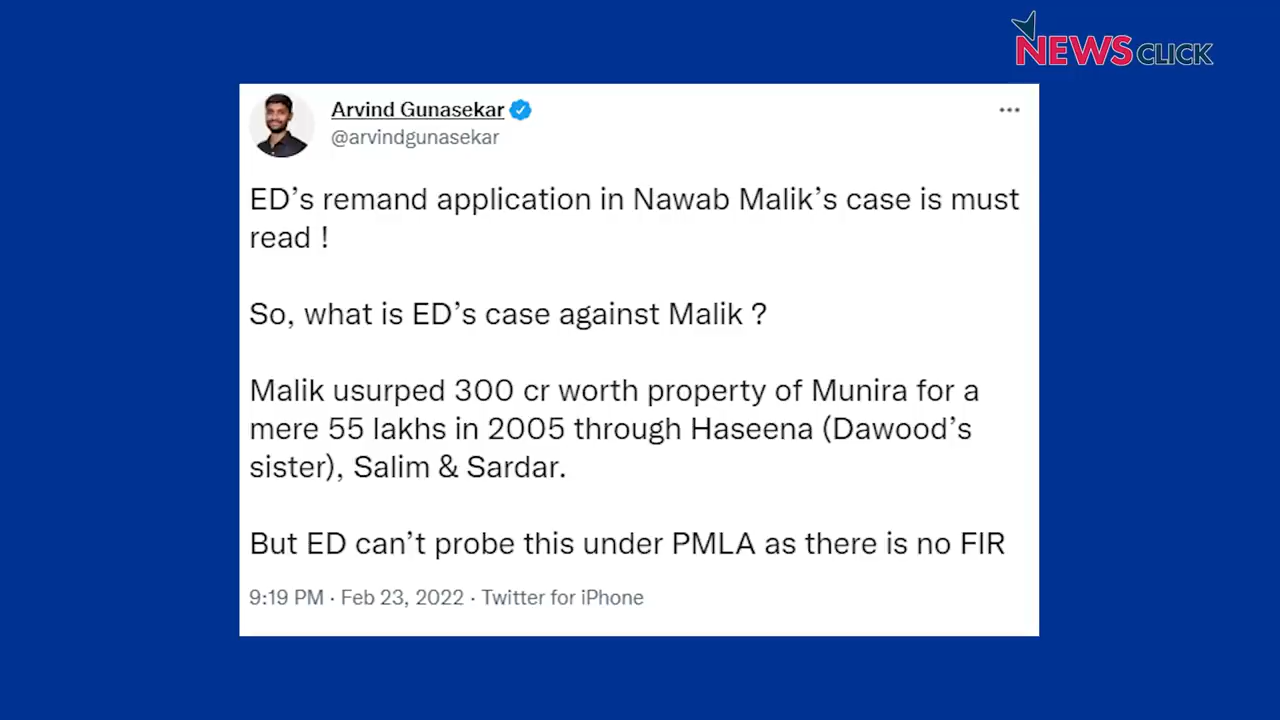 NEWSCLICK
Arvind Gunasekar
@arvindgunasekar
ED’s remand application in Nawab Malik’s case is must
read !
So, what is ED’s case against Malik ?
Malik usurped 300 cr worth property of Munira for a
mere 55 lakhs in 2005 through Haseena (Dawood’s
sister), Salim & Sardar.
But ED can’t probe this under PMLA as there is no FIR
9:19 PM · Feb 23, 2022 · Twitter for iPhone